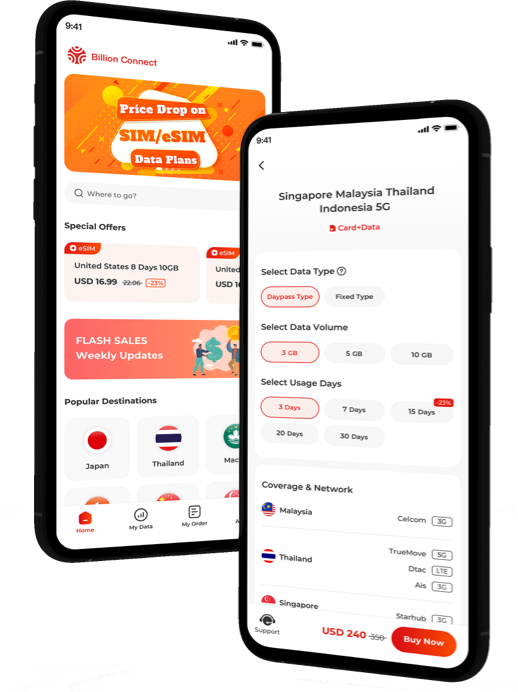 9:41
Billion Connect
Price Drop on
SIM/eSIM
Data Plans
Where to go?
Special Offers
eSIM
United States 8 Days 10GB
USD 16.99 22.06 -23%
eSIM
United
USD 1
FLASH SALES
Weekly Updates
Popular Destinations
Japan
Thailand
Mac
Home
My Data
My Order
A
9:41
Singapore Malaysia Thailand
Indonesia 5G
Card+Data
Select Data Type ?
Daypass Type
Fixed Type
Select Data Volume
3 GB
5 GB
10 GB
Select Usage Days
3 Days
7 Days
15 Days
-23%
20 Days
30 Days
Coverage & Network
Malaysia
Celcom 3G
Thailand
TrueMove 5G
Dtac LTE
Ais 3G
Singapore
Starhub 3G
Support
USD 240 350
Buy Now